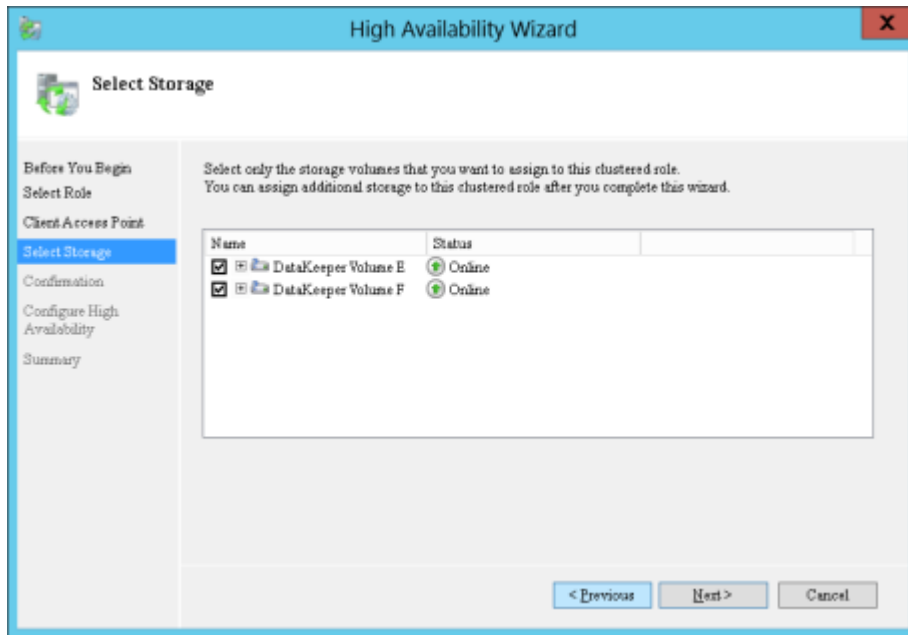 High Availability Wizard
X
Select Storage
Before You Begin
Select Role
Client Access Point
Select Storage
Confirmation
Configure High
Availability
Summary
Select only the storage volumes that you want to assign to this clustered role.
You can assign additional storage to this clustered role after you complete this wizard.
Name Status
DataKeeper Volume E Online
DataKeeper Volume F Online
< Previous Next > Cancel